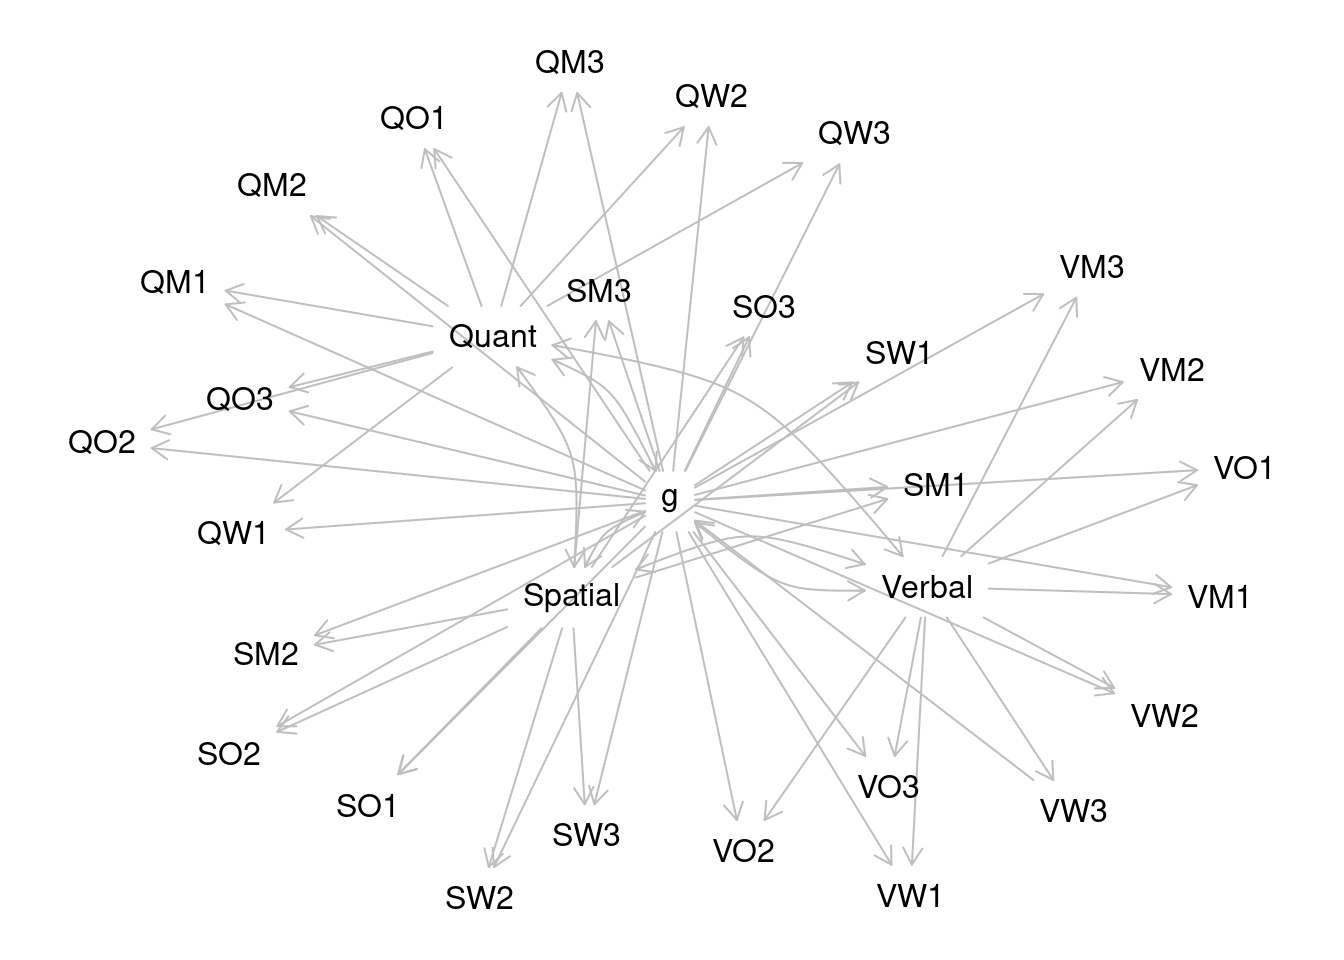 QM3
QW2
QO1
QW3
QM2
VM3
QM1
SM3
SO3
Quant
SW1
VM2
QO3
QO2
VO1
SM1
g
QW1
Verbal
Spatial
VM1
SM2
VW2
SO2
VO3
SO1
VW3
SW3
VO2
SW2
VW1